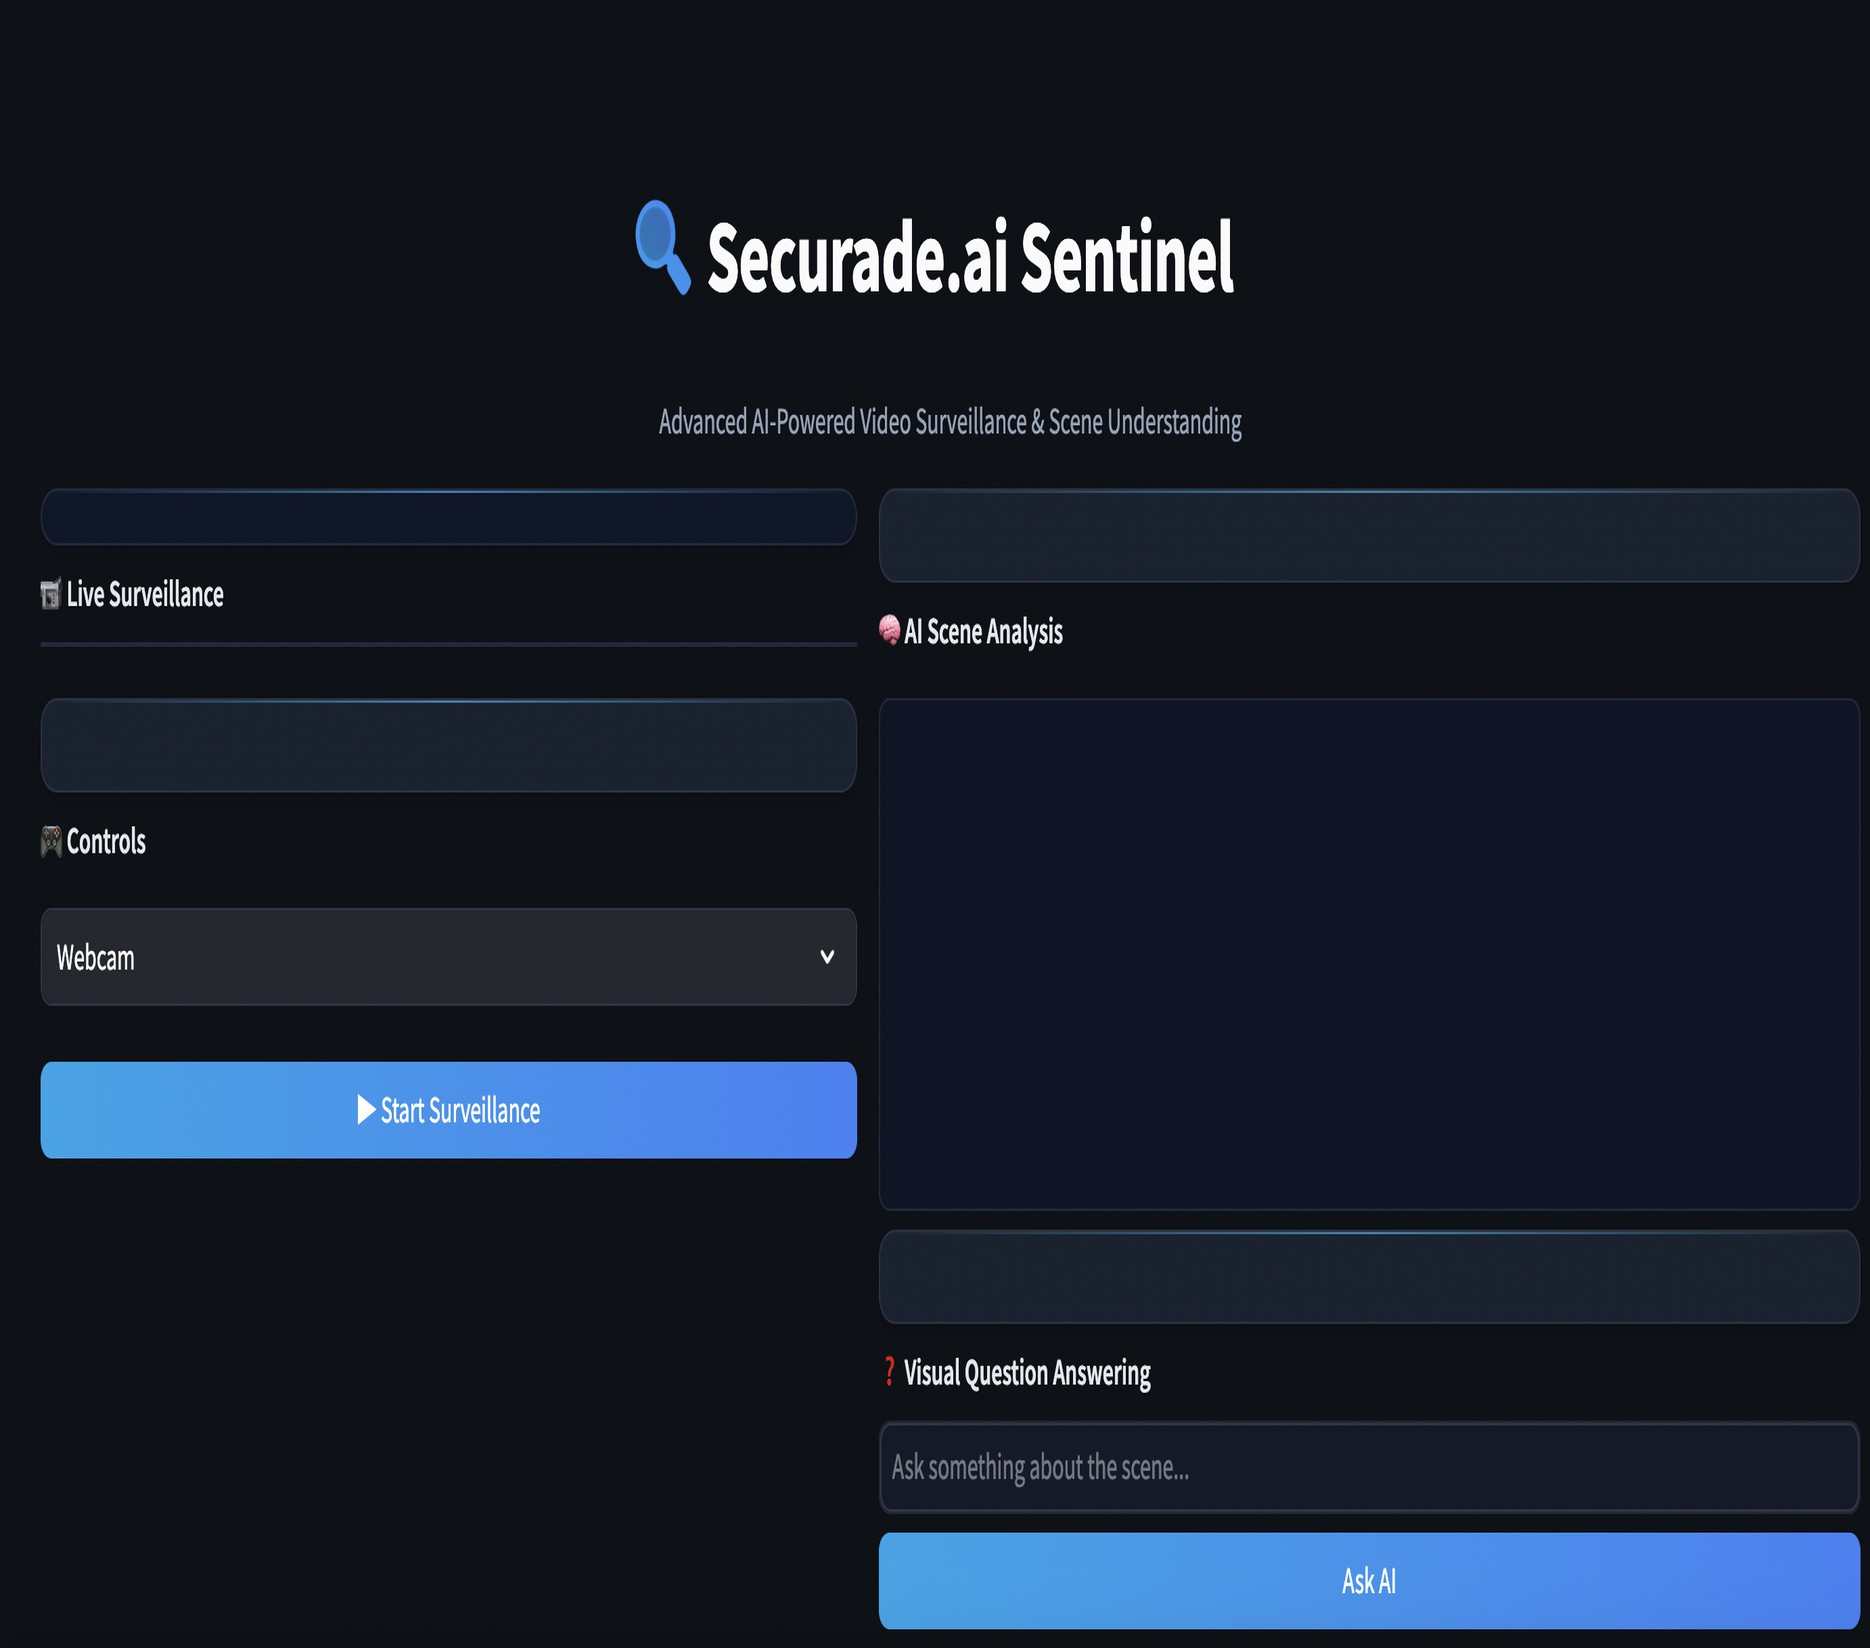 Securade.ai Sentinel
Advanced AI-Powered Video Surveillance & Scene Understanding
Live Surveillance
Controls
Webcam
Start Surveillance
AI Scene Analysis
Visual Question Answering
Ask something about the scene...
Ask AI